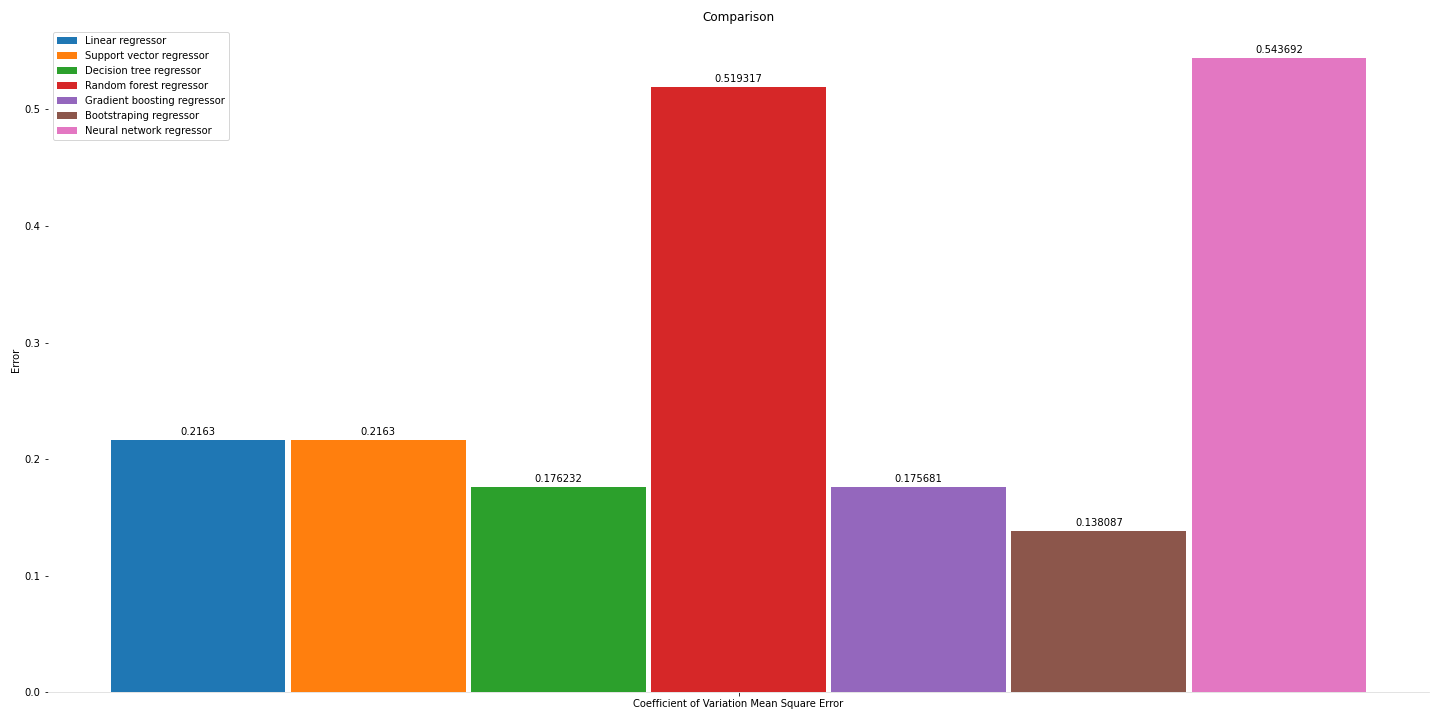 Comparison
Linear regressor
Support vector regressor
Decision tree regressor
Random forest regressor
Gradient boosting regressor
Bootstraping regressor
Neural network regressor
0.543692
0.519317
0.5
0.4
0.3
Error
0.2163
0.2163
0.2
0.176232
0.175681
0.138087
0.1
0.0
Coefficient of Variation Mean Square Error